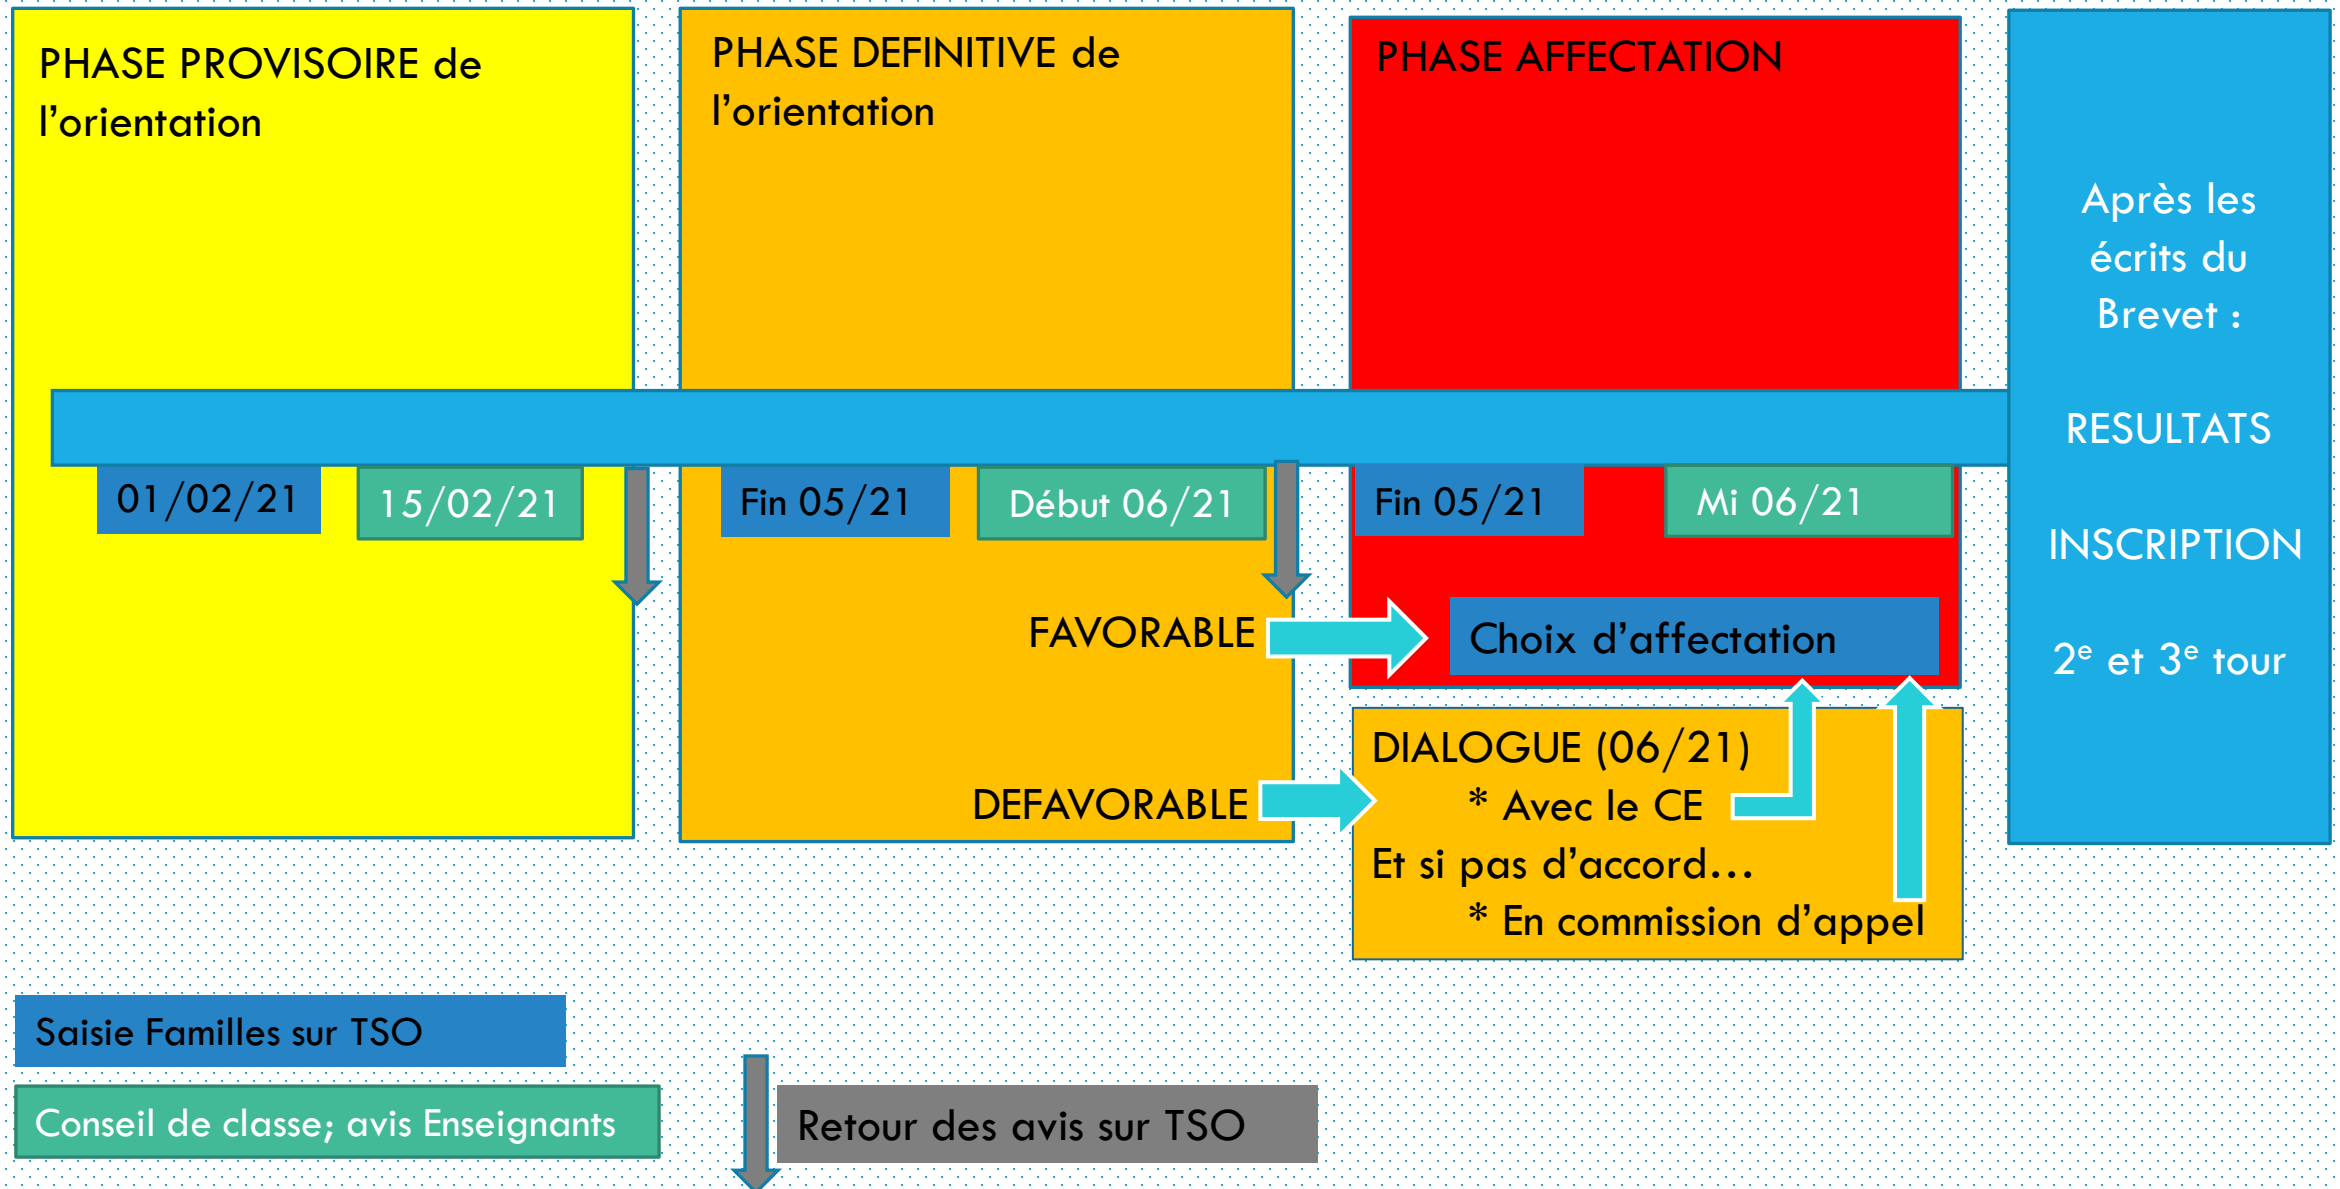 PHASE PROVISOIRE de
l’orientation
01/02/21
15/02/21
PHASE DEFINITIVE de
l’orientation
Fin 05/21
Début 06/21
FAVORABLE
DEFAVORABLE
PHASE AFFECTATION
Fin 05/21
Mi 06/21
Choix d’affectation
DIALOGUE (06/21)
* Avec le CE
Et si pas d’accord…
* En commission d’appel
Après les
écrits du
Brevet :
RESULTATS
INSCRIPTION
2e et 3e tour
Saisie Familles sur TSO
Conseil de classe; avis Enseignants
Retour des avis sur TSO